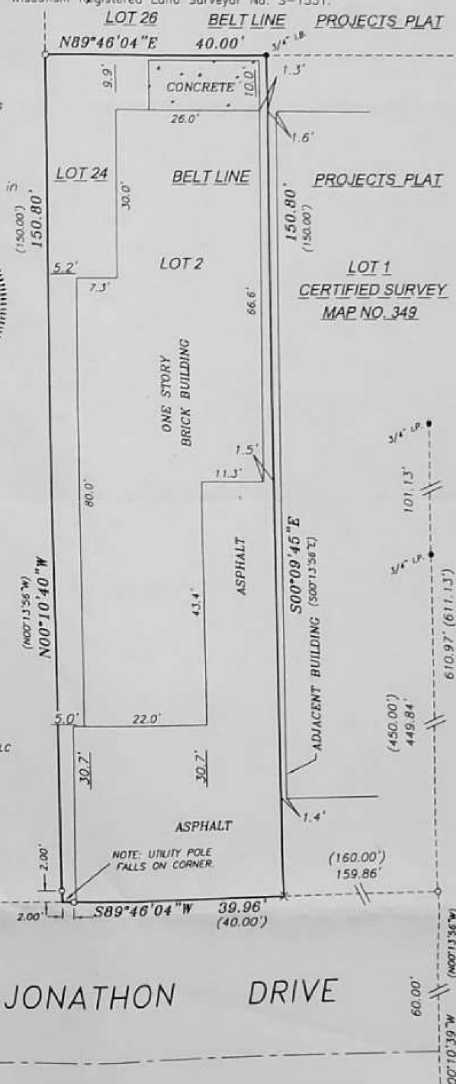 Wisconsin Registered Land Surveyor No. S-1551.
LOT 26 BELT LINE PROJECTS PLAT
N89°46'04"E 40.00'
3/4" I.P.
9.9'
CONCRETE
10.0'
1.3'
26.0'
1.6'
LOT 24 BELT LINE PROJECTS PLAT
in
30.0'
(150.00')
150.80'
150.80'
(150.00')
LOT 2
LOT 1
CERTIFIED SURVEY
MAP NO. 349
5.2'
7.3'
66.6'
ONE STORY
BRICK BUILDING
3/4" I.P.
1.5'
11.3'
101.13'
80.0'
ASPHALT
3/4" I.P.
S00°09'45"E
(S00°13'56"E)
(N00°13'56"W)
N00°10'40"W
43.4'
ADJACENT BUILDING
610.97' (611.13')
(450.00')
449.84'
5.0'
22.0'
LC
30.7'
30.7'
ASPHALT
1.4'
NOTE: UTILITY POLE
FALLS ON CORNER.
2.00'
(160.00')
159.86'
2.00'
S89°46'04"W 39.96'
(40.00')
JONATHON DRIVE
60.00'
(N00°13'56"W)
00°10'39"W